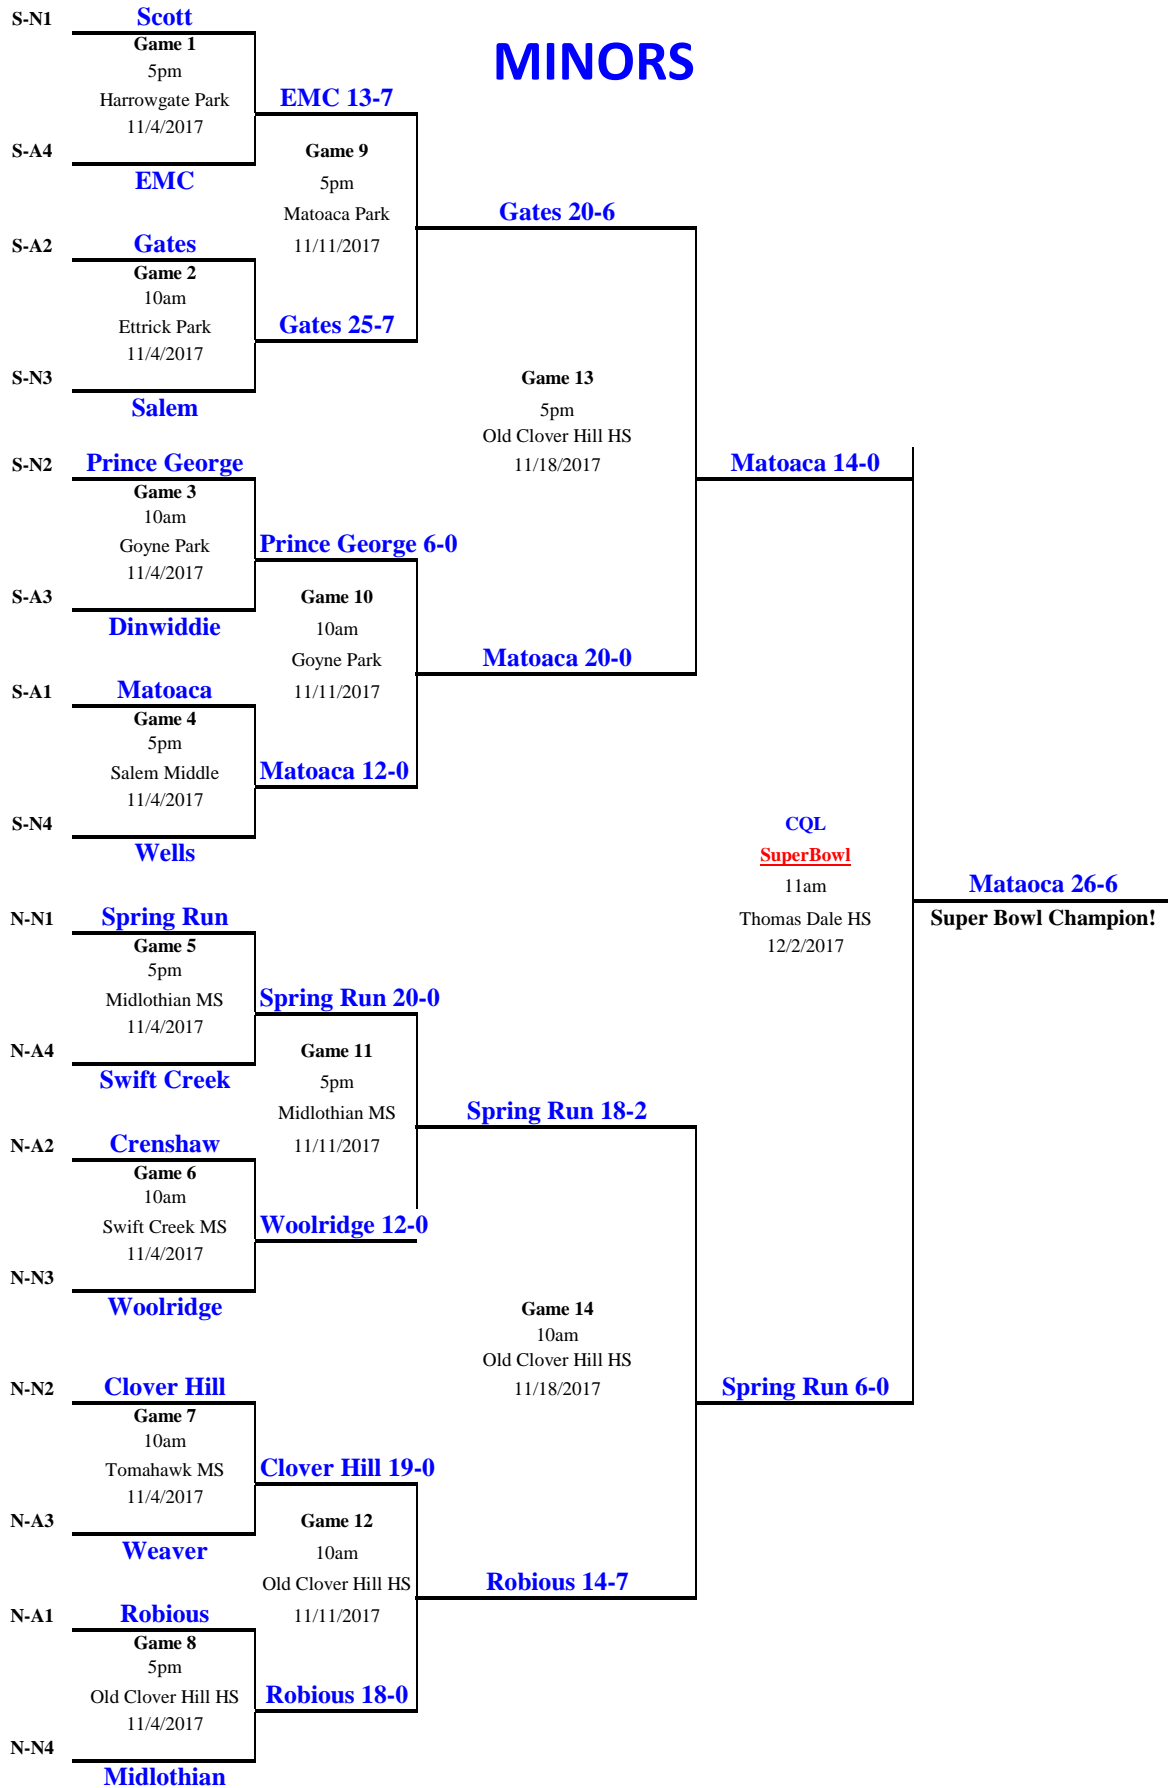 MINORS
S-N1
Scott
Game 1
5pm
Harrowgate Park
11/4/2017
S-A4
EMC
EMC 13-7
Game 9
5pm
Matoaca Park
11/11/2017
S-A2
Gates
Game 2
10am
Ettrick Park
11/4/2017
S-N3
Salem
Gates 25-7
Gates 20-6
Game 13
5pm
Old Clover Hill HS
11/18/2017
S-N2
Prince George
Game 3
10am
Goyne Park
11/4/2017
S-A3
Dinwiddie
Prince George 6-0
Game 10
10am
Goyne Park
11/11/2017
S-A1
Matoaca
Game 4
5pm
Salem Middle
11/4/2017
S-N4
Wells
Matoaca 12-0
Matoaca 20-0
Matoaca 14-0
CQL
SuperBowl
11am
Thomas Dale HS
12/2/2017
Mataoca 26-6
Super Bowl Champion!
N-N1
Spring Run
Game 5
5pm
Midlothian MS
11/4/2017
N-A4
Swift Creek
Spring Run 20-0
Game 11
5pm
Midlothian MS
11/11/2017
N-A2
Crenshaw
Game 6
10am
Swift Creek MS
11/4/2017
N-N3
Woolridge
Woolridge 12-0
Spring Run 18-2
Game 14
10am
Old Clover Hill HS
11/18/2017
Spring Run 6-0
N-N2
Clover Hill
Game 7
10am
Tomahawk MS
11/4/2017
N-A3
Weaver
Clover Hill 19-0
Game 12
10am
Old Clover Hill HS
11/11/2017
Robious 14-7
N-A1
Robious
Game 8
5pm
Old Clover Hill HS
11/4/2017
N-N4
Midlothian
Robious 18-0